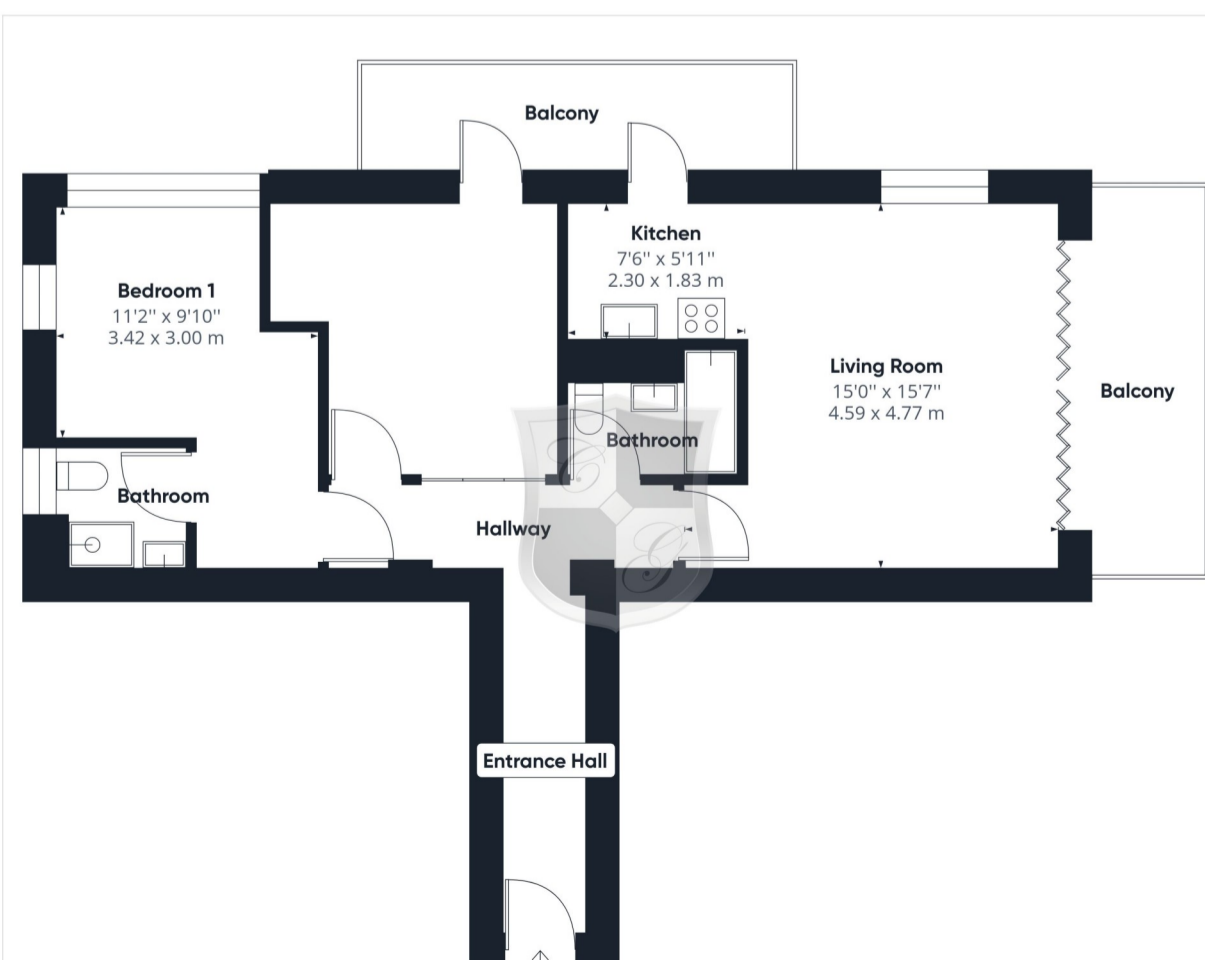 Balcony
Kitchen
7'6'' x 5'11''
2.30 x 1.83 m
Bedroom 1
11'2'' x 9'10''
3.42 x 3.00 m
Living Room
15'0'' x 15'7''
4.59 x 4.77 m
Balcony
Bathroom
Bathroom
Hallway
G
G
Entrance Hall